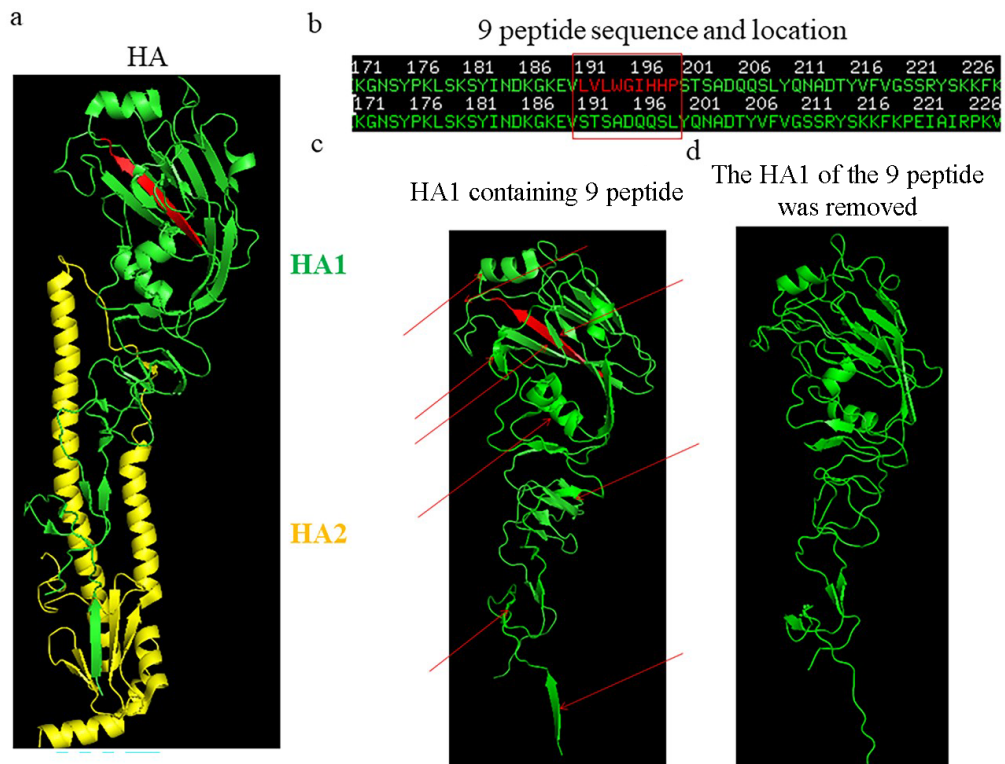 a
HA
HA1
HA2
b
9 peptide sequence and location
171 176 181 186 191 196 201 206 211 216 221 226
KGNSYPKLSKSYINDKGKEVLVLWGIHHPSTSADQQSLYQNADTYVFVGSSRYSKKFK
171 176 181 186 191 196 201 206 211 216 221 226
KGNSYPKLSKSYINDKGKEVSTSADQQSLYQNADTYVFVGSSRYSKKFKPEIAIRPKV
c
HA1 containing 9 peptide
d
The HA1 of the 9 peptide
was removed